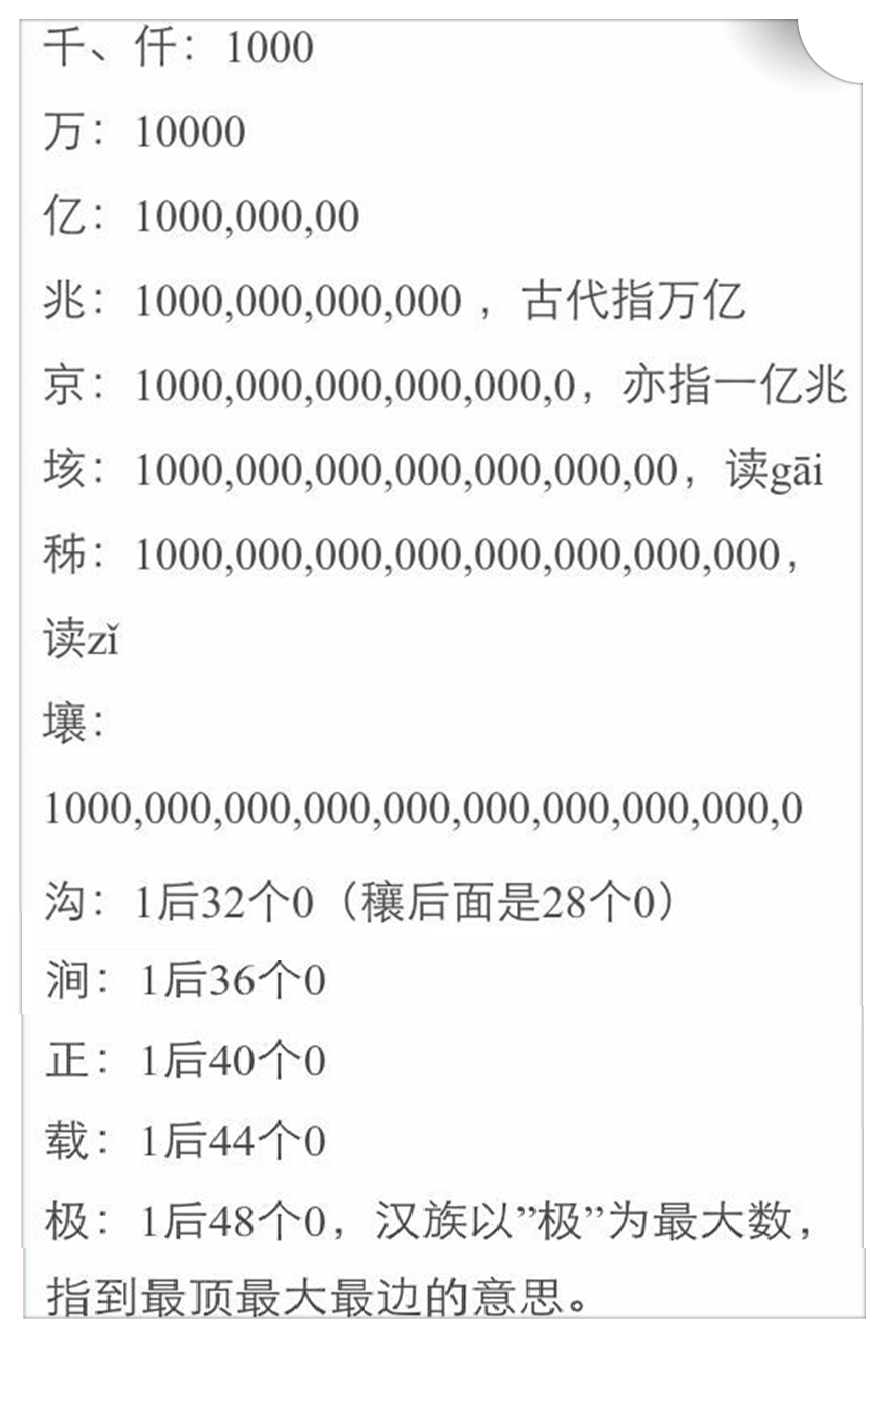 千、仟：1000
万：10000
亿：1000,000,00
兆：1000,000,000,000 ，古代指万亿
京：1000,000,000,000,000,0，亦指一亿兆
垓：1000,000,000,000,000,000,00，读gāi
秭：1000,000,000,000,000,000,000,000，
读zǐ
壤：
1000,000,000,000,000,000,000,000,000,0
沟：1后32个0（穰后面是28个0）
涧：1后36个0
正：1后40个0
载：1后44个0
极：1后48个0，汉族以”极”为最大数，
指到最顶最大最边的意思。